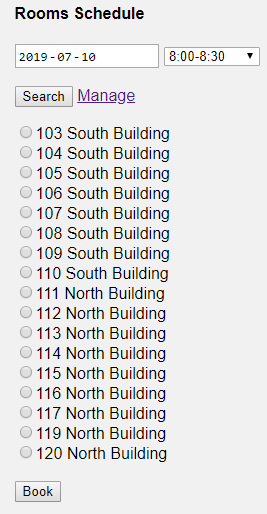 Rooms Schedule
2019-07-10 8:00-8:30
Search Manage
103 South Building
104 South Building
105 South Building
106 South Building
107 South Building
108 South Building
109 South Building
110 South Building
111 North Building
112 North Building
113 North Building
114 North Building
115 North Building
116 North Building
117 North Building
119 North Building
120 North Building
Book